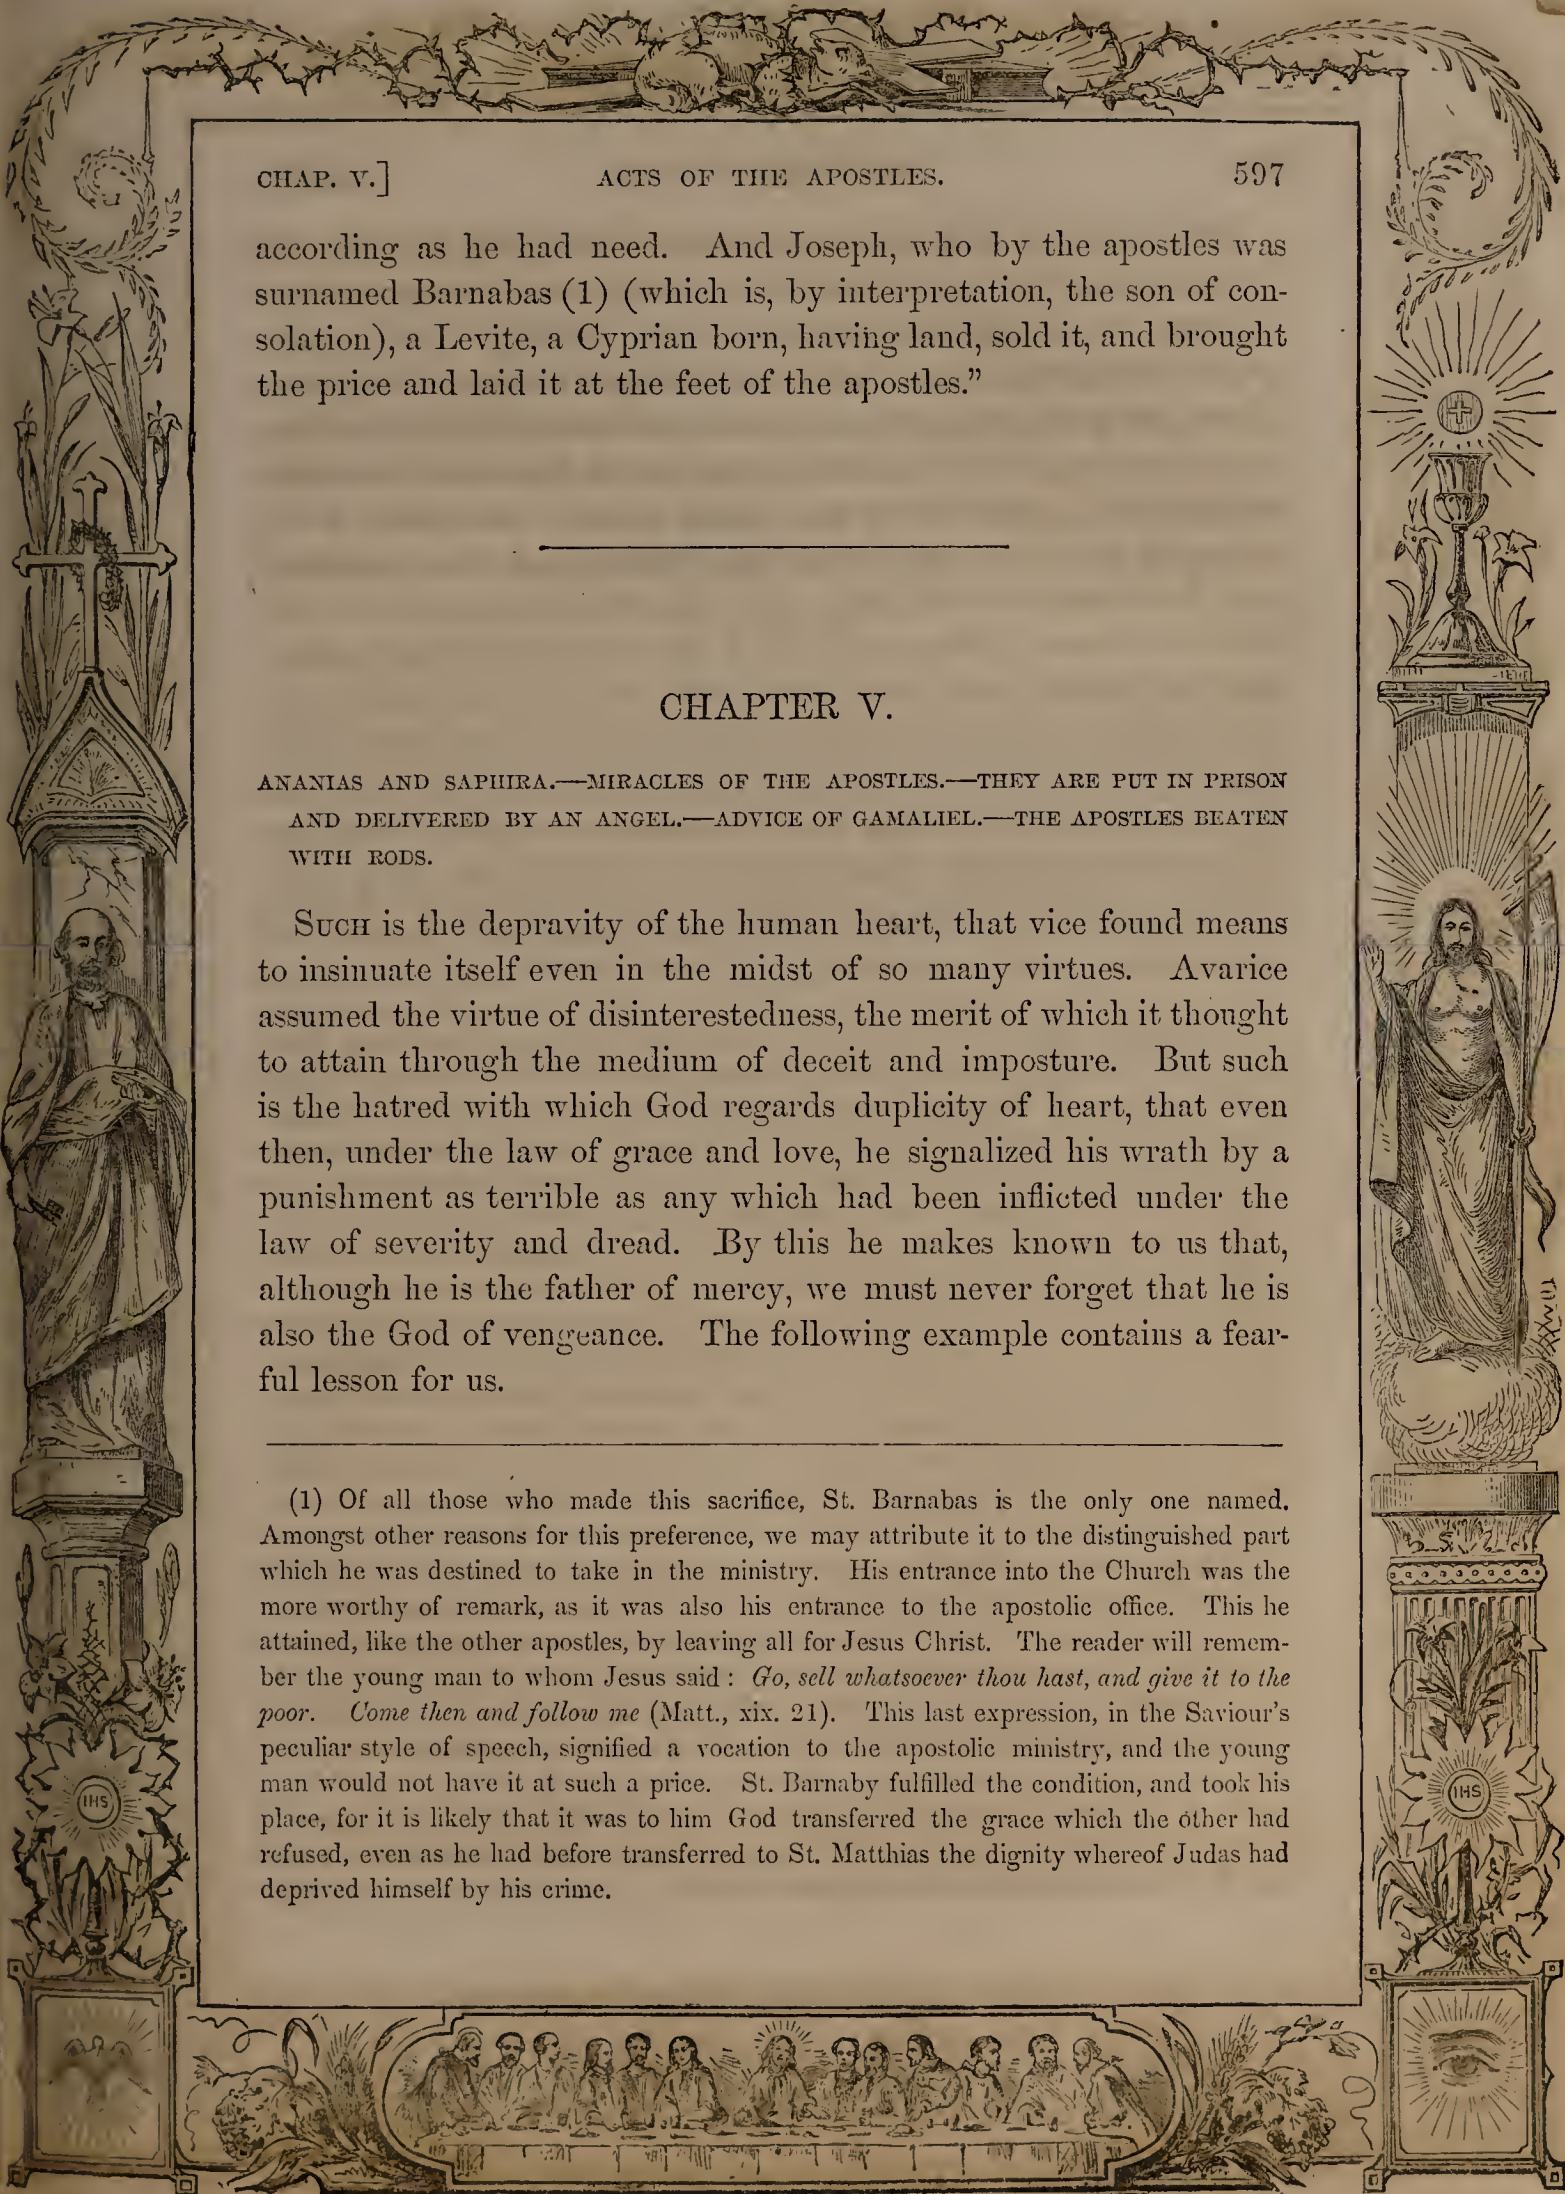 CHAP. V.] ACTS OF THE APOSTLES. 597
according as he had need. And Joseph, who by the apostles was
surnamed Barnabas (1) (which is, by interpretation, the son of con-
solation), a Levite, a Cyprian born, having land, sold it, and brought
the price and laid it at the feet of the apostles.”
CHAPTER V.
ANANIAS AND SAPHIRA.—MIRACLES OF THE APOSTLES.—THEY ARE PUT IN PRISON
AND DELIVERED BY AN ANGEL.—ADVICE OF GAMALIEL.—THE APOSTLES BEATEN
WITH RODS.
SUCH is the depravity of the human heart, that vice found means
to insinuate itself even in the midst of so many virtues. Avarice
assumed the virtue of disinterestedness, the merit of which it thought
to attain through the medium of deceit and imposture. But such
is the hatred with which God regards duplicity of heart, that even
then, under the law of grace and love, he signalized his wrath by a
punishment as terrible as any which had been inflicted under the
law of severity and dread. By this he makes known to us that,
although he is the father of mercy, we must never forget that he is
also the God of vengeance. The following example contains a fear-
ful lesson for us.
(1) Of all those who made this sacrifice, St. Barnabas is the only one named.
Amongst other reasons for this preference, we may attribute it to the distinguished part
which he was destined to take in the ministry. His entrance into the Church was the
more worthy of remark, as it was also his entrance to the apostolic office. This he
attained, like the other apostles, by leaving all for Jesus Christ. The reader will remem-
ber the young man to whom Jesus said : Go, sell whatsoever thou hast, and give it to the
poor. Come then and follow me (Matt., xix. 21). This last expression, in the Saviour’s
peculiar style of speech, signified a vocation to the apostolic ministry, and the young
man would not have it at such a price. St. Barnaby fulfilled the condition, and took his
place, for it is likely that it was to him God transferred the grace which the other had
refused, even as he had before transferred to St. Matthias the dignity whereof Judas had
deprived himself by his crime.
IHS
IHS